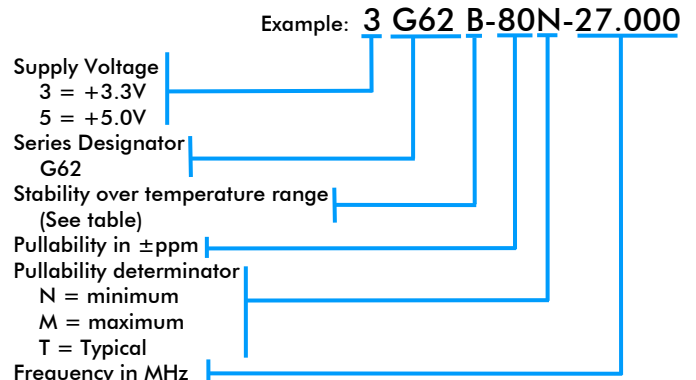 Example: 3 G62 B-80N-27.000
Supply Voltage
3 = +3.3V
5 = +5.0V
Series Designator
G62
Stability over temperature range
(See table)
Pullability in ±ppm
Pullability determinator
N = minimum
M = maximum
T = Typical
Frequency in MHz